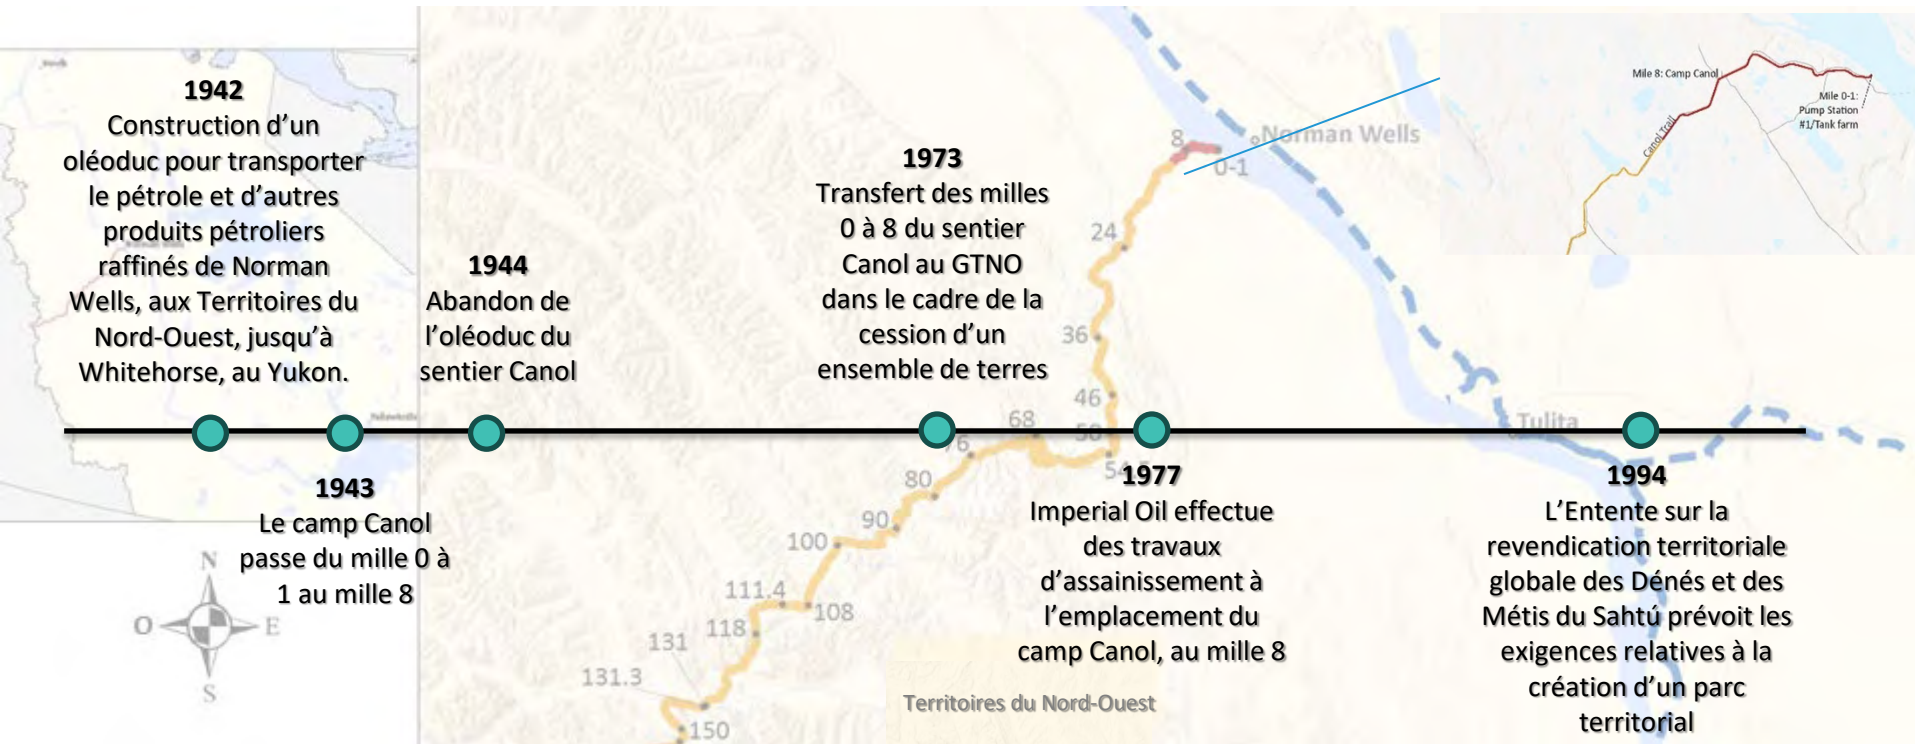 1942
Construction d’un
oléoduc pour transporter
le pétrole et d’autres
produits pétroliers
raffinés de Norman
Wells, aux Territoires du
Nord-Ouest, jusqu’à
Whitehorse, au Yukon.
1943
Le camp Canol
passe du mille 0 à
1 au mille 8
1944
Abandon de
l’oléoduc du
sentier Canol
1973
Transfert des milles
0 à 8 du sentier
Canol au GTNO
dans le cadre de la
cession d’un
ensemble de terres
1977
Imperial Oil effectue
des travaux
d’assainissement à
l’emplacement du
camp Canol, au mille 8
1994
L’Entente sur la
revendication territoriale
globale des Dénés et des
Métis du Sahtú prévoit les
exigences relatives à la
création d’un parc
territorial
Mile 8: Camp Canol
Mile 0-1:
Pump Station
#1/Tank farm
Canol Trail
Norman Wells
8
0-1
24
36
46
68
80
90
100
108
111.4
118
131
131.3
150
Tulita
Territoires du Nord-Ouest
N
O
E
S